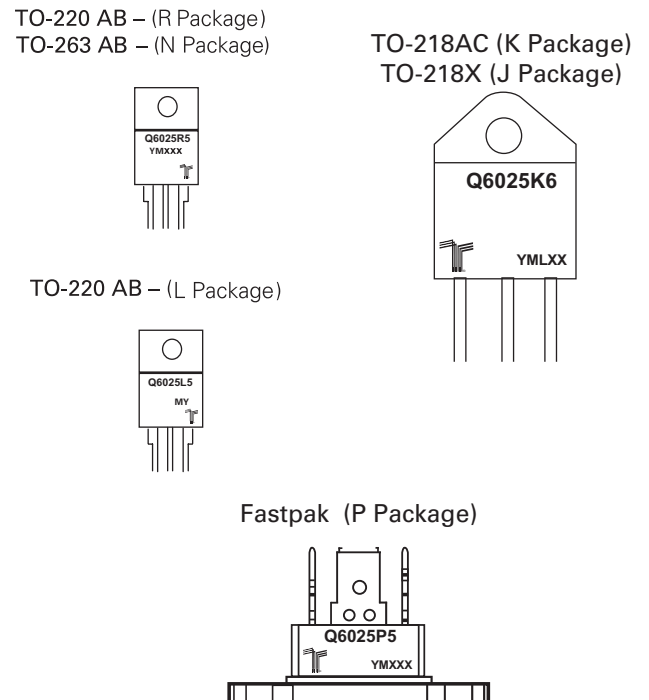 TO-220 AB – (R Package)
TO-263 AB – (N Package)
Q6025R5
YMXXX
TO-218AC (K Package)
TO-218X (J Package)
Q6025K6
YMLXX
TO-220 AB – (L Package)
Q6025L5
MY
Fastpak (P Package)
Q6025P5
YMXXX